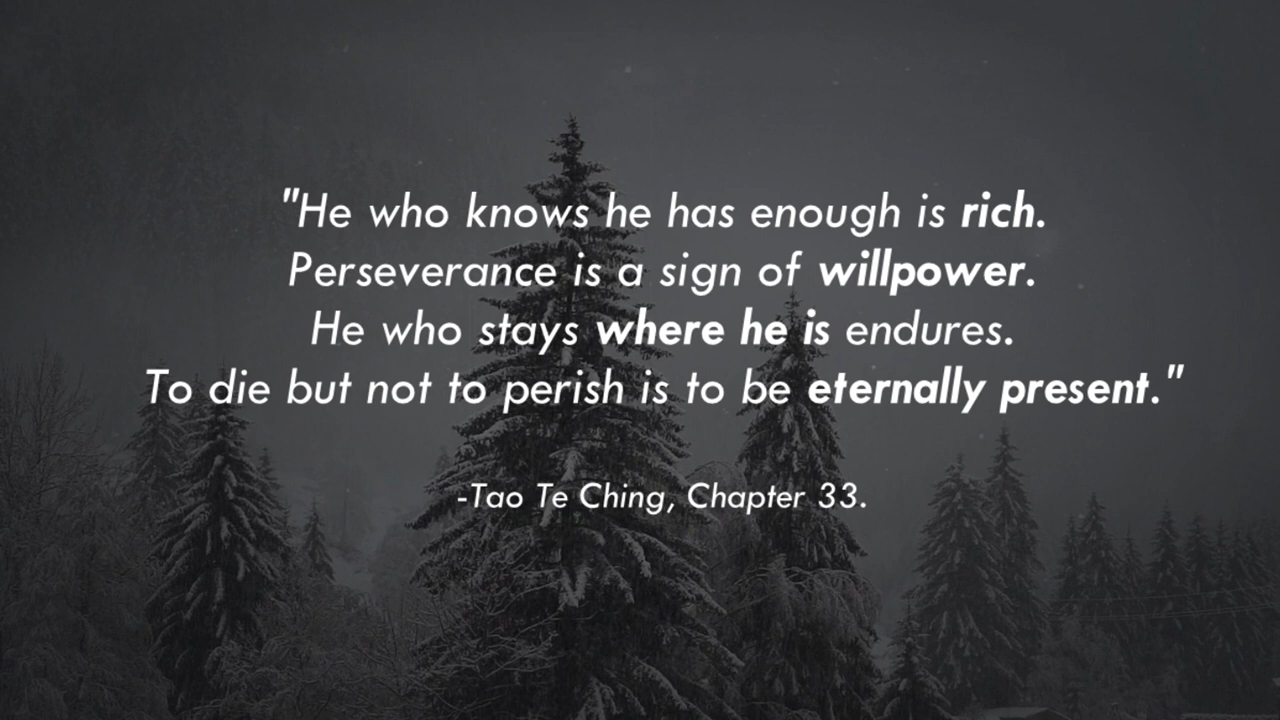 "He who knows he has enough is rich.
Perseverance is a sign of willpower.
He who stays where he is endures.
To die but not to perish is to be eternally present."
-Tao Te Ching, Chapter 33.